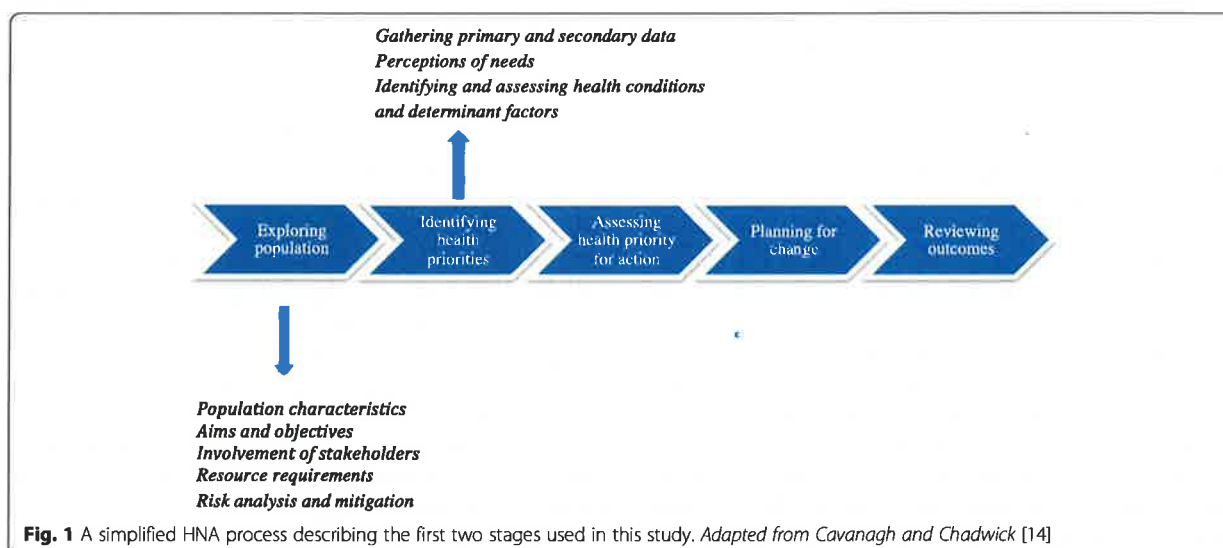 Gathering primary and secondary data
Perceptions of needs
Identifying and assessing health conditions
and determinant factors
Exploring
population
Identifying
health
priorities
Assessing
health priority
for action
Planning for
change
Reviewing
outcomes
Population characteristics
Aims and objectives
Involvement of stakeholders
Resource requirements
Risk analysis and mitigation
Fig. 1 A simplified HNA process describing the first two stages used in this study. Adapted from Cavanagh and Chadwick [14]